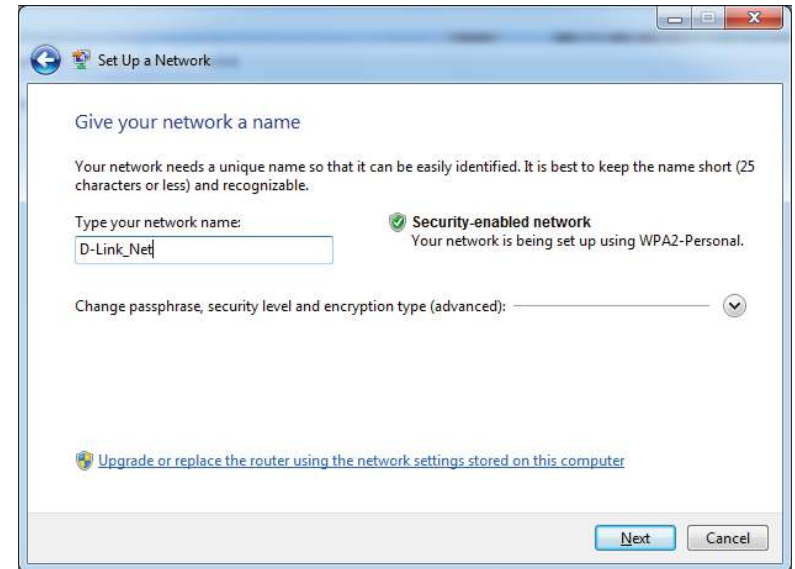 Set Up a Network
Give your network a name
Your network needs a unique name so that it can be easily identified. It is best to keep the name short (25
characters or less) and recognizable.
Type your network name:
Security-enabled network
D-Link_Net
Your network is being set up using WPA2-Personal.
Change passphrase, security level and encryption type (advanced):
Upgrade or replace the router using the network settings stored on this computer
Next
Cancel